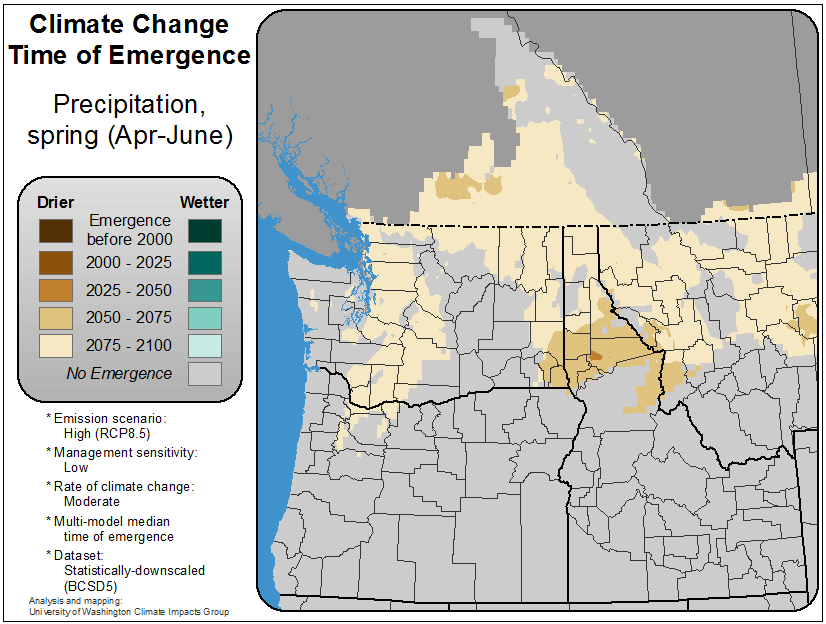 Climate Change
Time of Emergence
Precipitation,
spring (Apr-June)
Drier Wetter
Emergence
before 2000
2000 - 2025
2025 - 2050
2050 - 2075
2075 - 2100
No Emergence
* Emission scenario:
High (RCP8.5)
* Management sensitivity:
Low
* Rate of climate change:
Moderate
* Multi-model median
time of emergence
* Dataset:
Statistically-downscaled
(BCSD5)
Analysis and mapping:
University of Washington Climate Impacts Group